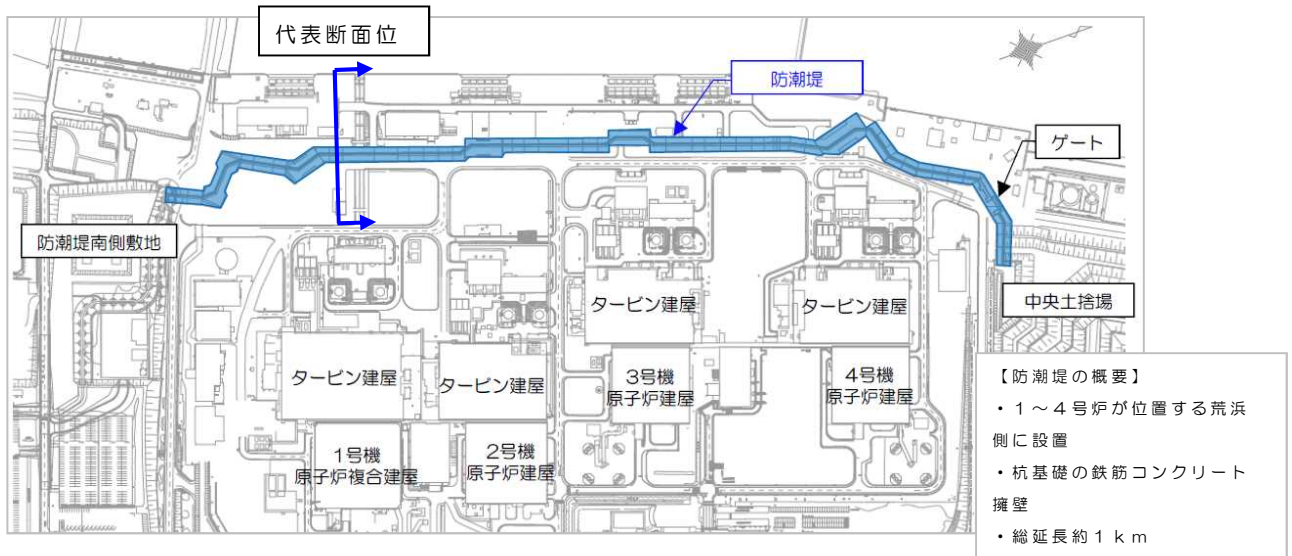 代表断面位
防潮堤
ゲート
防潮堤南側敷地
中央土捨場
タービン建屋
タービン建屋
タービン建屋
タービン建屋
3号機
原子炉建屋
4号機
原子炉建屋
1号機
原子炉複合建屋
2号機
原子炉建屋
【防潮堤の概要】
・１～４号炉が位置する荒浜
側に設置
・杭基礎の鉄筋コンクリート
擁壁
・総延長約１ｋｍ